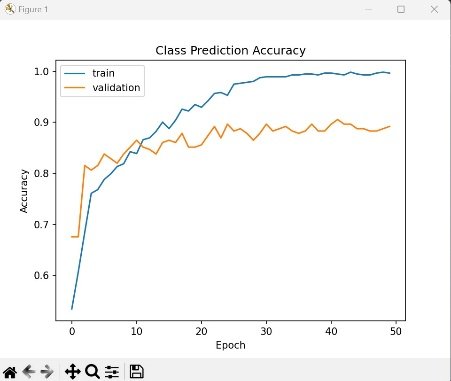 Figure 1
Class Prediction Accuracy
train
validation
1.0
0.9
0.8
0.7
0.6
Accuracy
0
10
20
30
40
50
Epoch